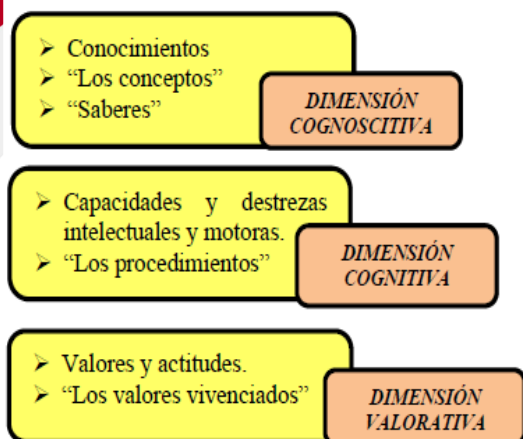 ➤ Conocimientos
➤ “Los conceptos”
➤ “Saberes”
DIMENSIÓN
COGNOSCITIVA
➤ Capacidades y destrezas
intelectuales y motoras.
➤ “Los procedimientos”
DIMENSIÓN
COGNITIVA
➤ Valores y actitudes.
➤ “Los valores vivenciados”
DIMENSIÓN
VALORATIVA